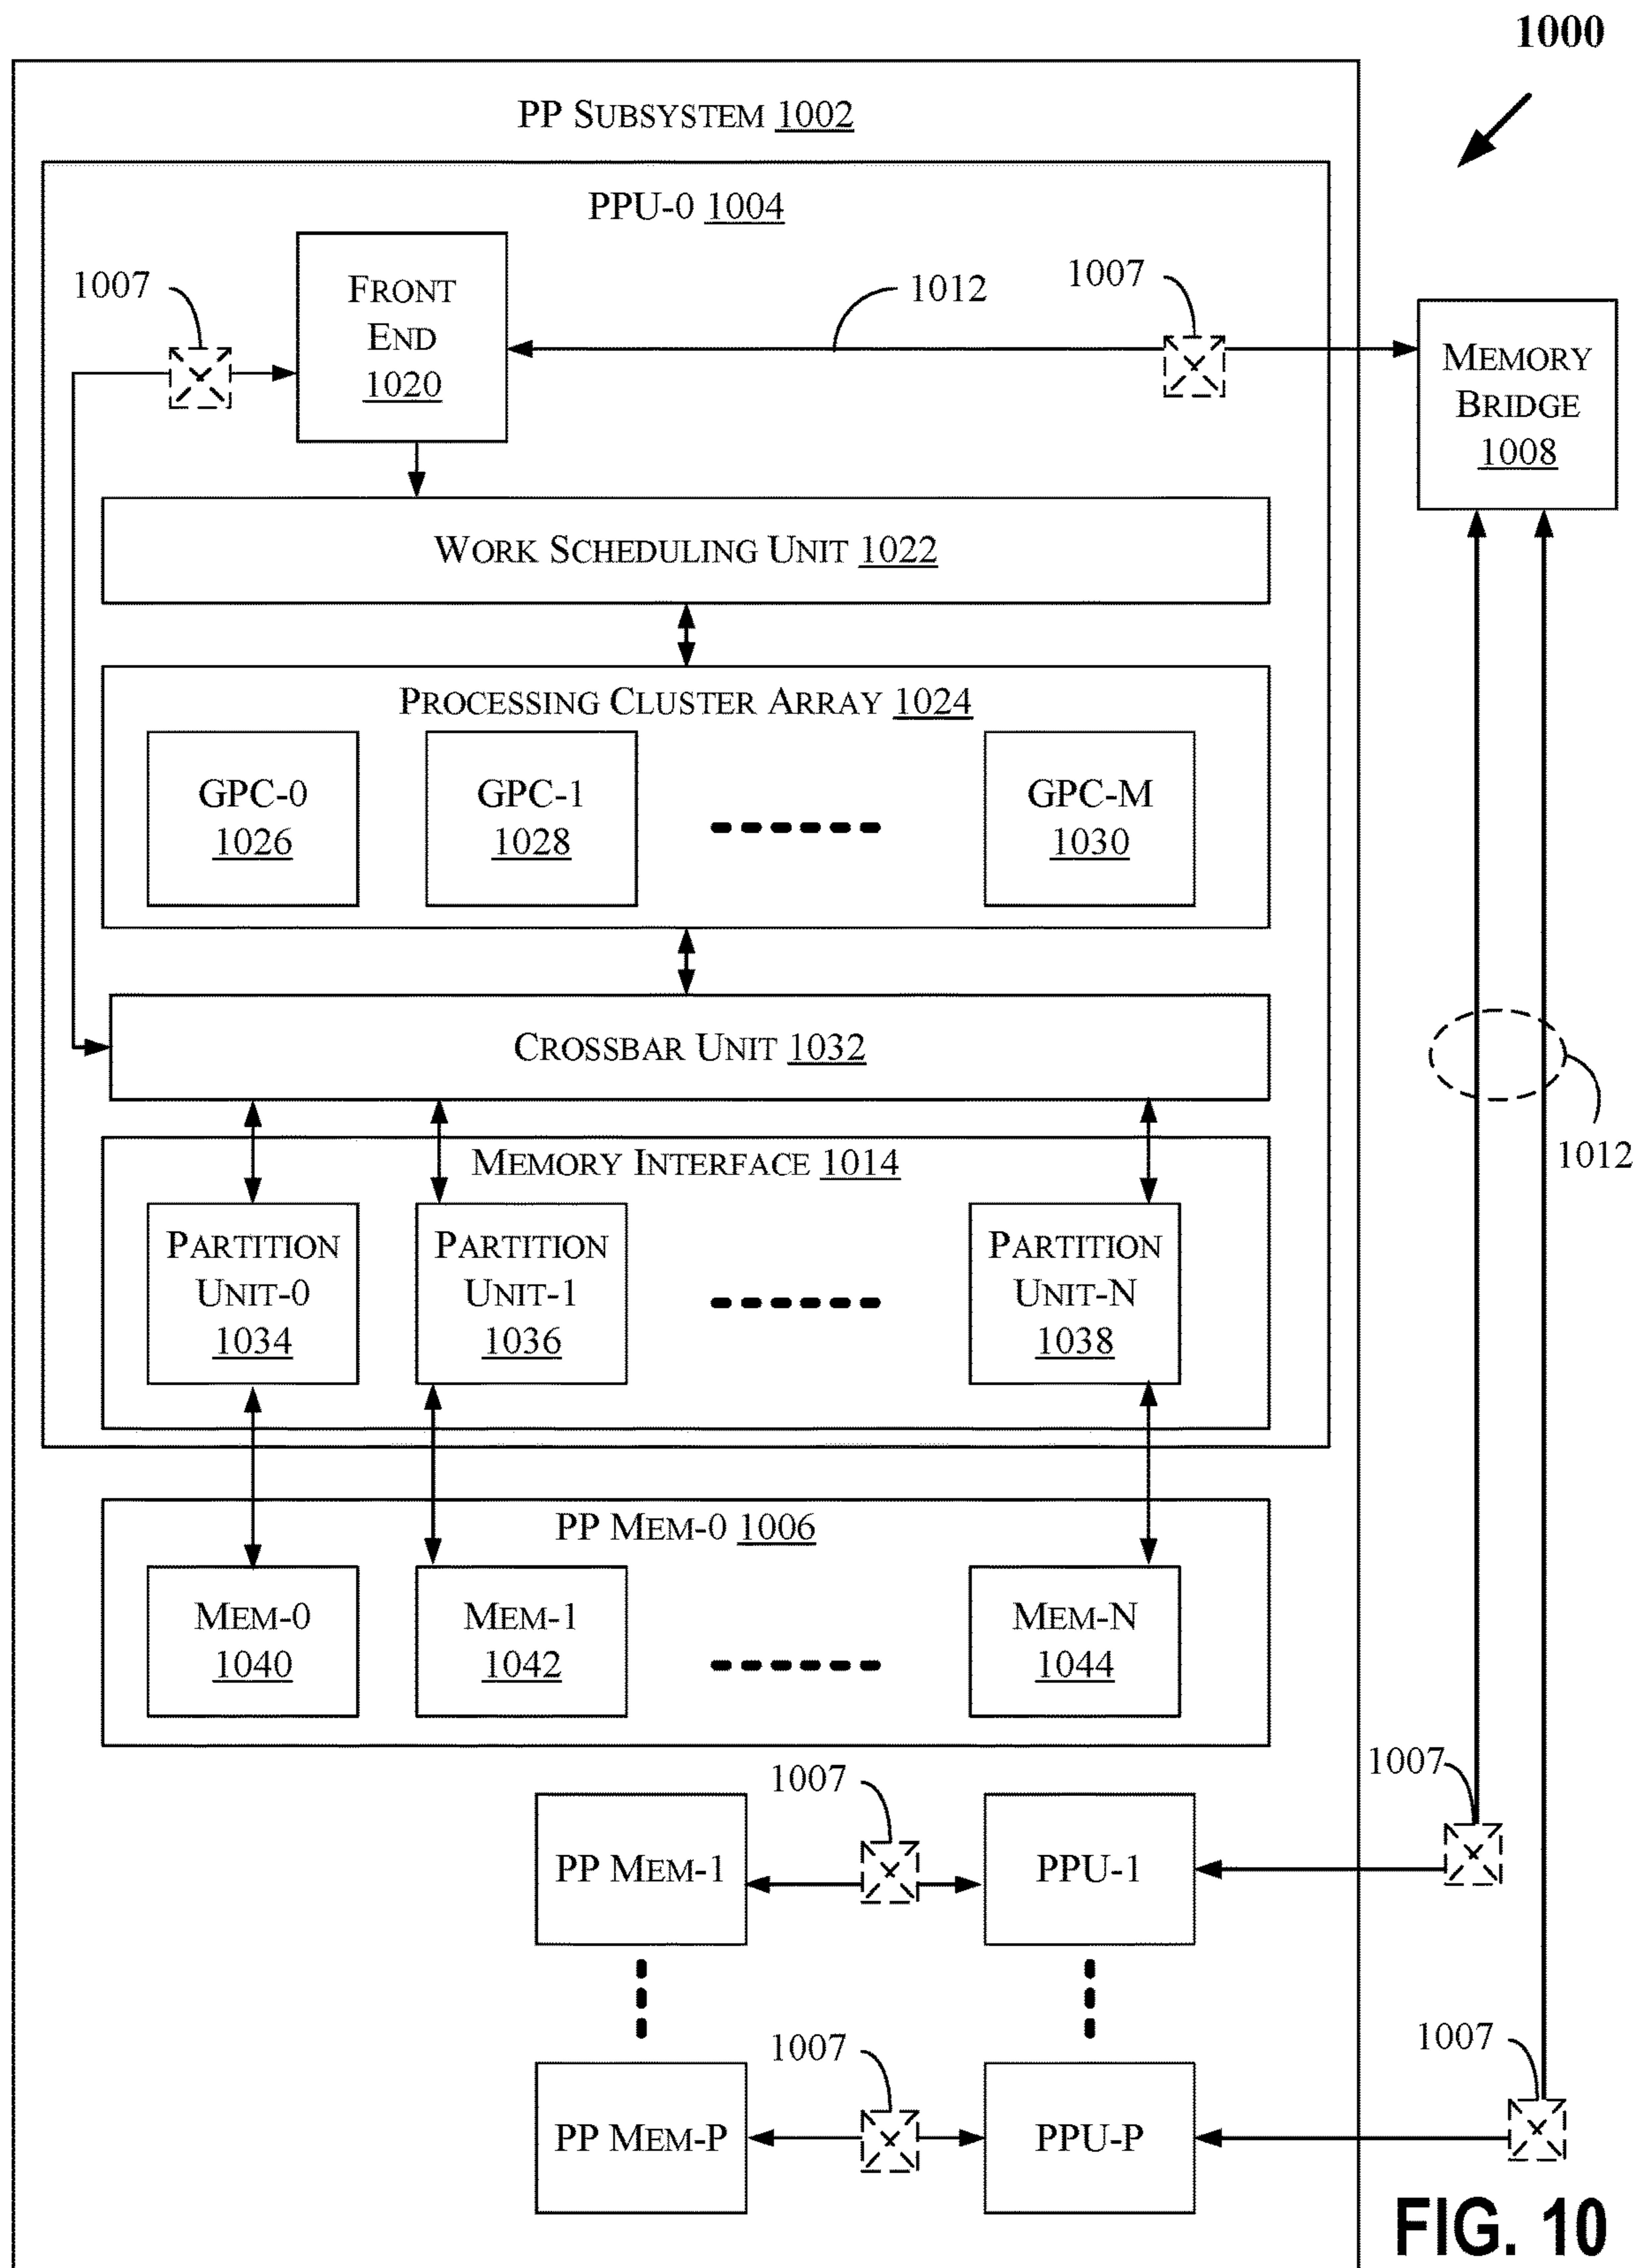 1000
PP SUBSYSTEM 1002
PPU-0 1004
1007
FRONT
END
1020
1012
1007
MEMORY
BRIDGE
1008
WORK SCHEDULING UNIT 1022
PROCESSING CLUSTER ARRAY 1024
GPC-0
1026
GPC-1
1028
GPC-M
1030
CROSSBAR UNIT 1032
1012
MEMORY INTERFACE 1014
PARTITION
UNIT-0
1034
PARTITION
UNIT-1
1036
PARTITION
UNIT-N
1038
PP MEM-0 1006
MEM-0
1040
MEM-1
1042
MEM-N
1044
1007
1007
PP MEM-1
PPU-1
1007
1007
PP MEM-P
PPU-P
FIG. 10